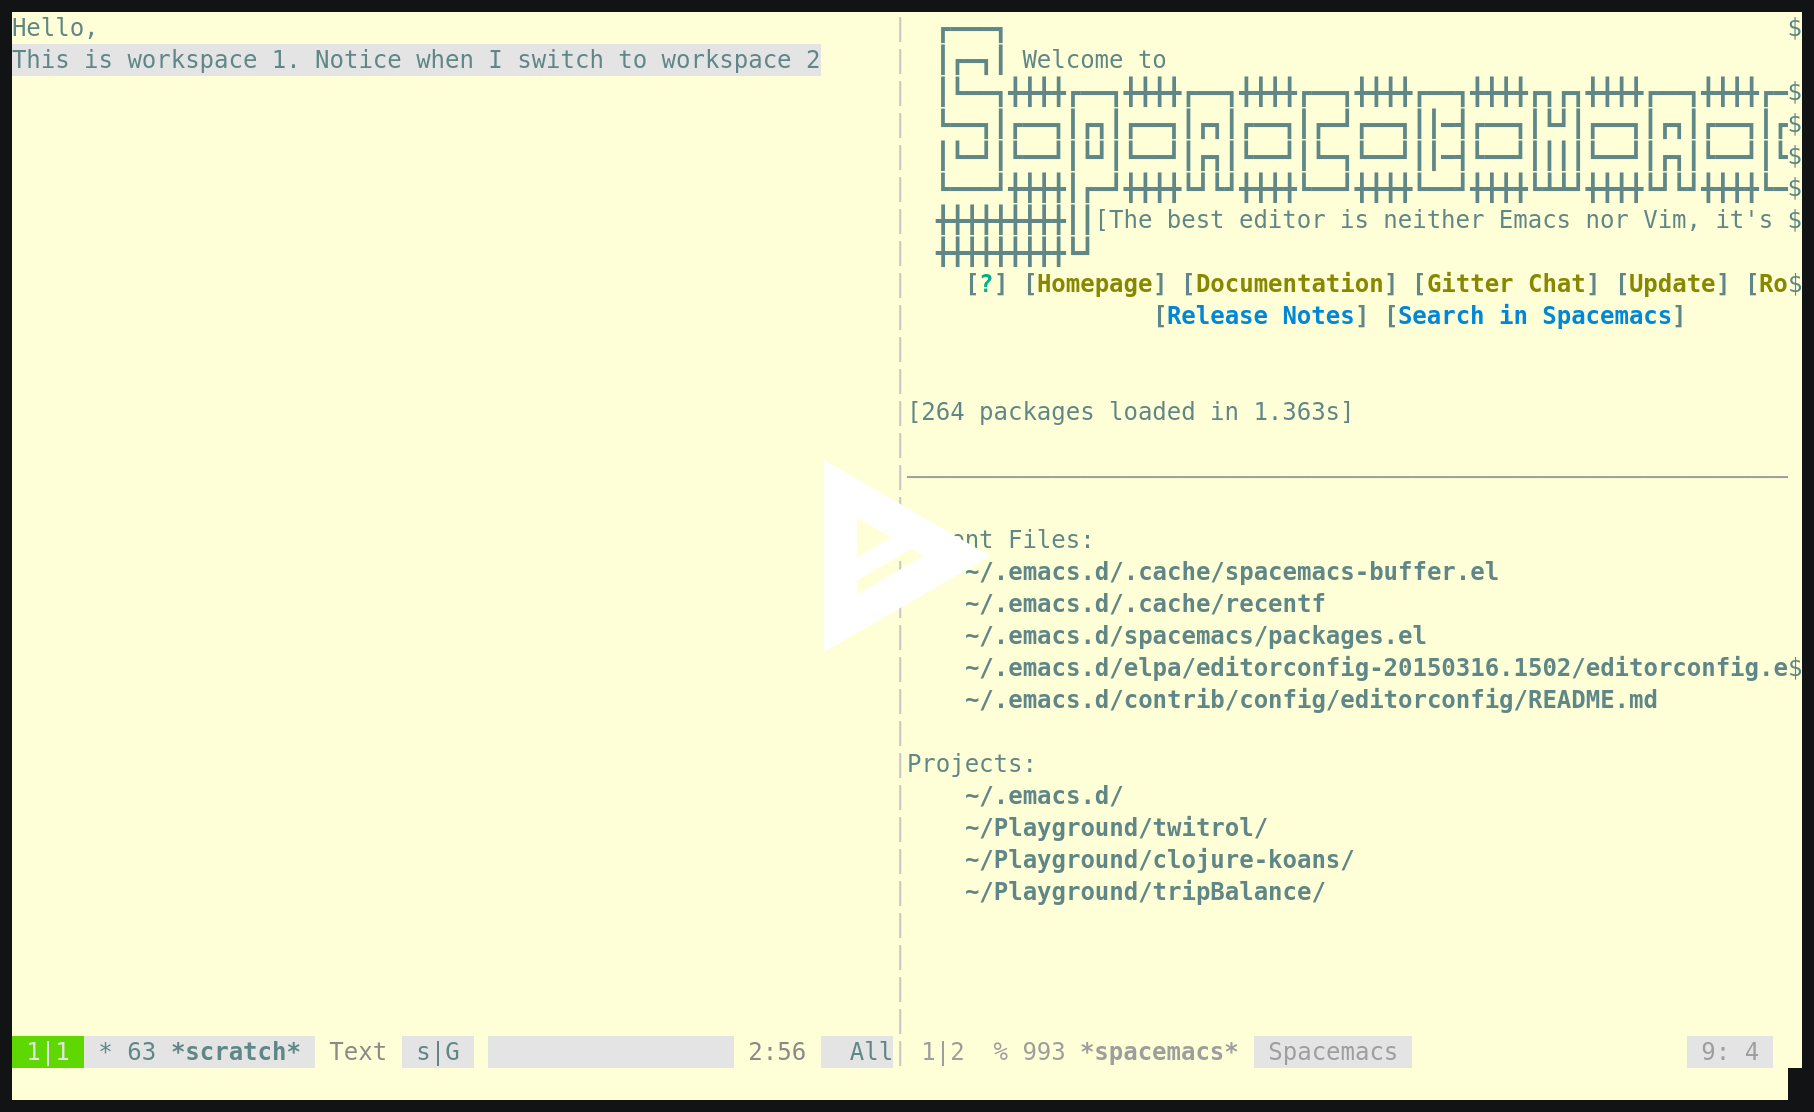 Hello,
This is workspace 1. Notice when I switch to workspace 2
1|1 * 63 *scratch* Text s|G 2:56 All
$
Welcome to
$
$
$
$
[The best editor is neither Emacs nor Vim, it's $
[?] [Homepage] [Documentation] [Gitter Chat] [Update] [Ro$
[Release Notes] [Search in Spacemacs]
[264 packages loaded in 1.363s]
Files:
~/.emacs.d/.cache/spacemacs-buffer.el
~/.emacs.d/.cache/recentf
~/.emacs.d/spacemacs/packages.el
~/.emacs.d/elpa/editorconfig-20150316.1502/editorconfig.e$
~/.emacs.d/contrib/config/editorconfig/README.md
Projects:
~/.emacs.d/
~/Playground/twitrol/
~/Playground/clojure-koans/
~/Playground/tripBalance/
1|2 % 993 *spacemacs* Spacemacs 9: 4